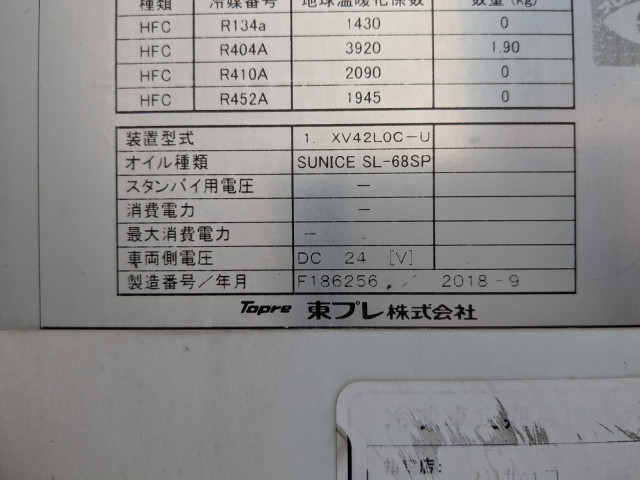 種類 冷媒番号 地球温暖化係数 数量(kg)
HFC R134a 1430 0
HFC R404A 3920 1.90
HFC R410A 2090 0
HFC R452A 1945 0
装置型式 1. XV42L0C-U
オイル種類 SUNICE SL-68SP
スタンバイ用電圧 —
消費電力 —
最大消費電力 —
車両側電圧 DC 24 [V]
製造番号/年月 F186256 / 2018-9
Topre 東プレ株式会社
店: